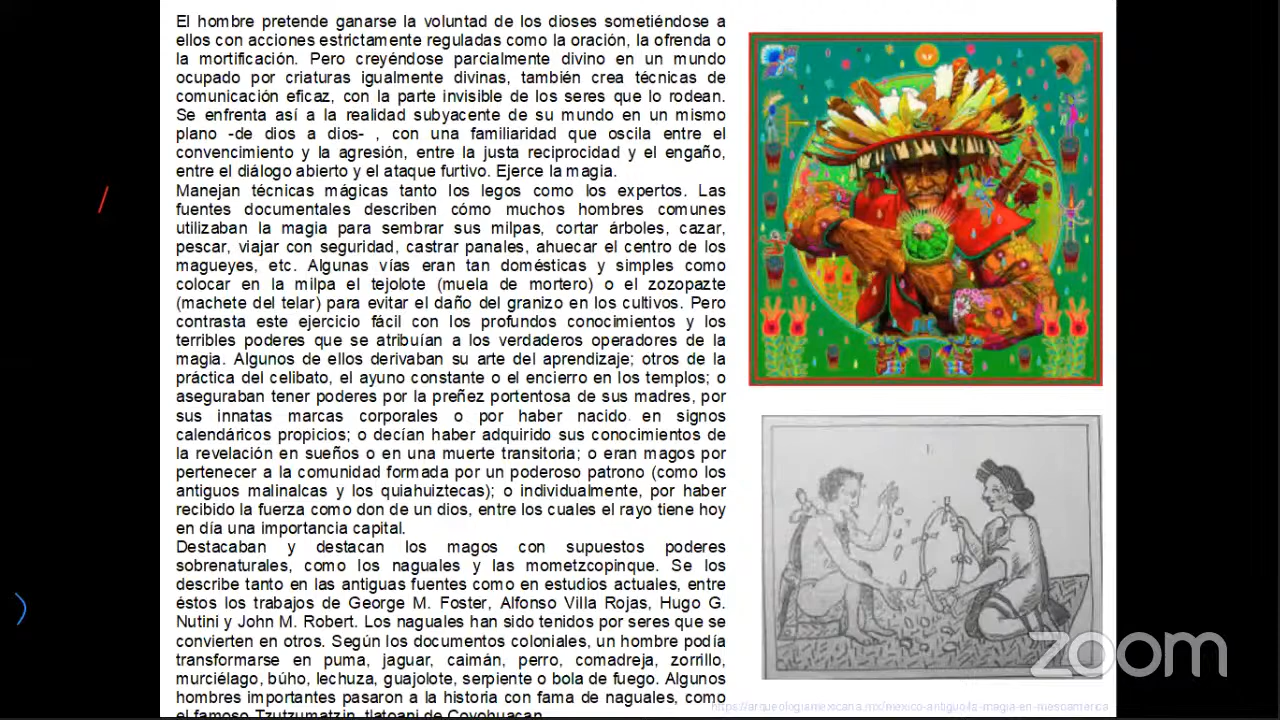 El hombre pretende ganarse la voluntad de los dioses sometiéndose a
ellos con acciones estrictamente reguladas como la oración, la ofrenda o
la mortificación. Pero creyéndose parcialmente divino en un mundo
ocupado por criaturas igualmente divinas, también crea técnicas de
comunicación eficaz, con la parte invisible de los seres que lo rodean.
Se enfrenta así a la realidad subyacente de su mundo en un mismo
plano -de dios a dios- , con una familiaridad que oscila entre el
convencimiento y la agresión, entre la justa reciprocidad y el engaño,
entre el diálogo abierto y el ataque furtivo. Ejerce la magia.
Manejan técnicas mágicas tanto los legos como los expertos. Las
fuentes documentales describen cómo muchos hombres comunes
utilizaban la magia para sembrar sus milpas, cortar árboles, cazar,
pescar, viajar con seguridad, castrar panales, ahuecar el centro de los
magueyes, etc. Algunas vías eran tan domésticas y simples como
colocar en la milpa el tejolote (muela de mortero) o el zozopazte
(machete del telar) para evitar el daño del granizo en los cultivos. Pero
contrasta este ejercicio fácil con los profundos conocimientos y los
terribles poderes que se atribuían a los verdaderos operadores de la
magia. Algunos de ellos derivaban su arte del aprendizaje; otros de la
práctica del celibato, el ayuno constante o el encierro en los templos; o
aseguraban tener poderes por la preñez portentosa de sus madres, por
sus innatas marcas corporales o por haber nacido en signos
calendáricos propicios; o decían haber adquirido sus conocimientos de
la revelación en sueños o en una muerte transitoria; o eran magos por
pertenecer a la comunidad formada por un poderoso patrono (como los
antiguos malinalcas y los quiahuiztecas); o individualmente, por haber
recibido la fuerza como don de un dios, entre los cuales el rayo tiene hoy
en día una importancia capital.
Destacaban y destacan los magos con supuestos poderes
sobrenaturales, como los naguales y las mometzcopinque. Se los
describe tanto en las antiguas fuentes como en estudios actuales, entre
éstos los trabajos de George M. Foster, Alfonso Villa Rojas, Hugo G.
Nutini y John M. Robert. Los naguales han sido tenidos por seres que se
convierten en otros. Según los documentos coloniales, un hombre podía
transformarse en puma, jaguar, caimán, perro, comadreja, zorrillo,
murciélago, búho, lechuza, guajolote, serpiente o bola de fuego. Algunos
hombres importantes pasaron a la historia con fama de naguales, como
el famoso Tzutzumatzin, tlatoani de Coyohuacan.
https://arqueologiamexicana.mx/mexico-antiguo/la-magia-en-mesoamerica
zoom